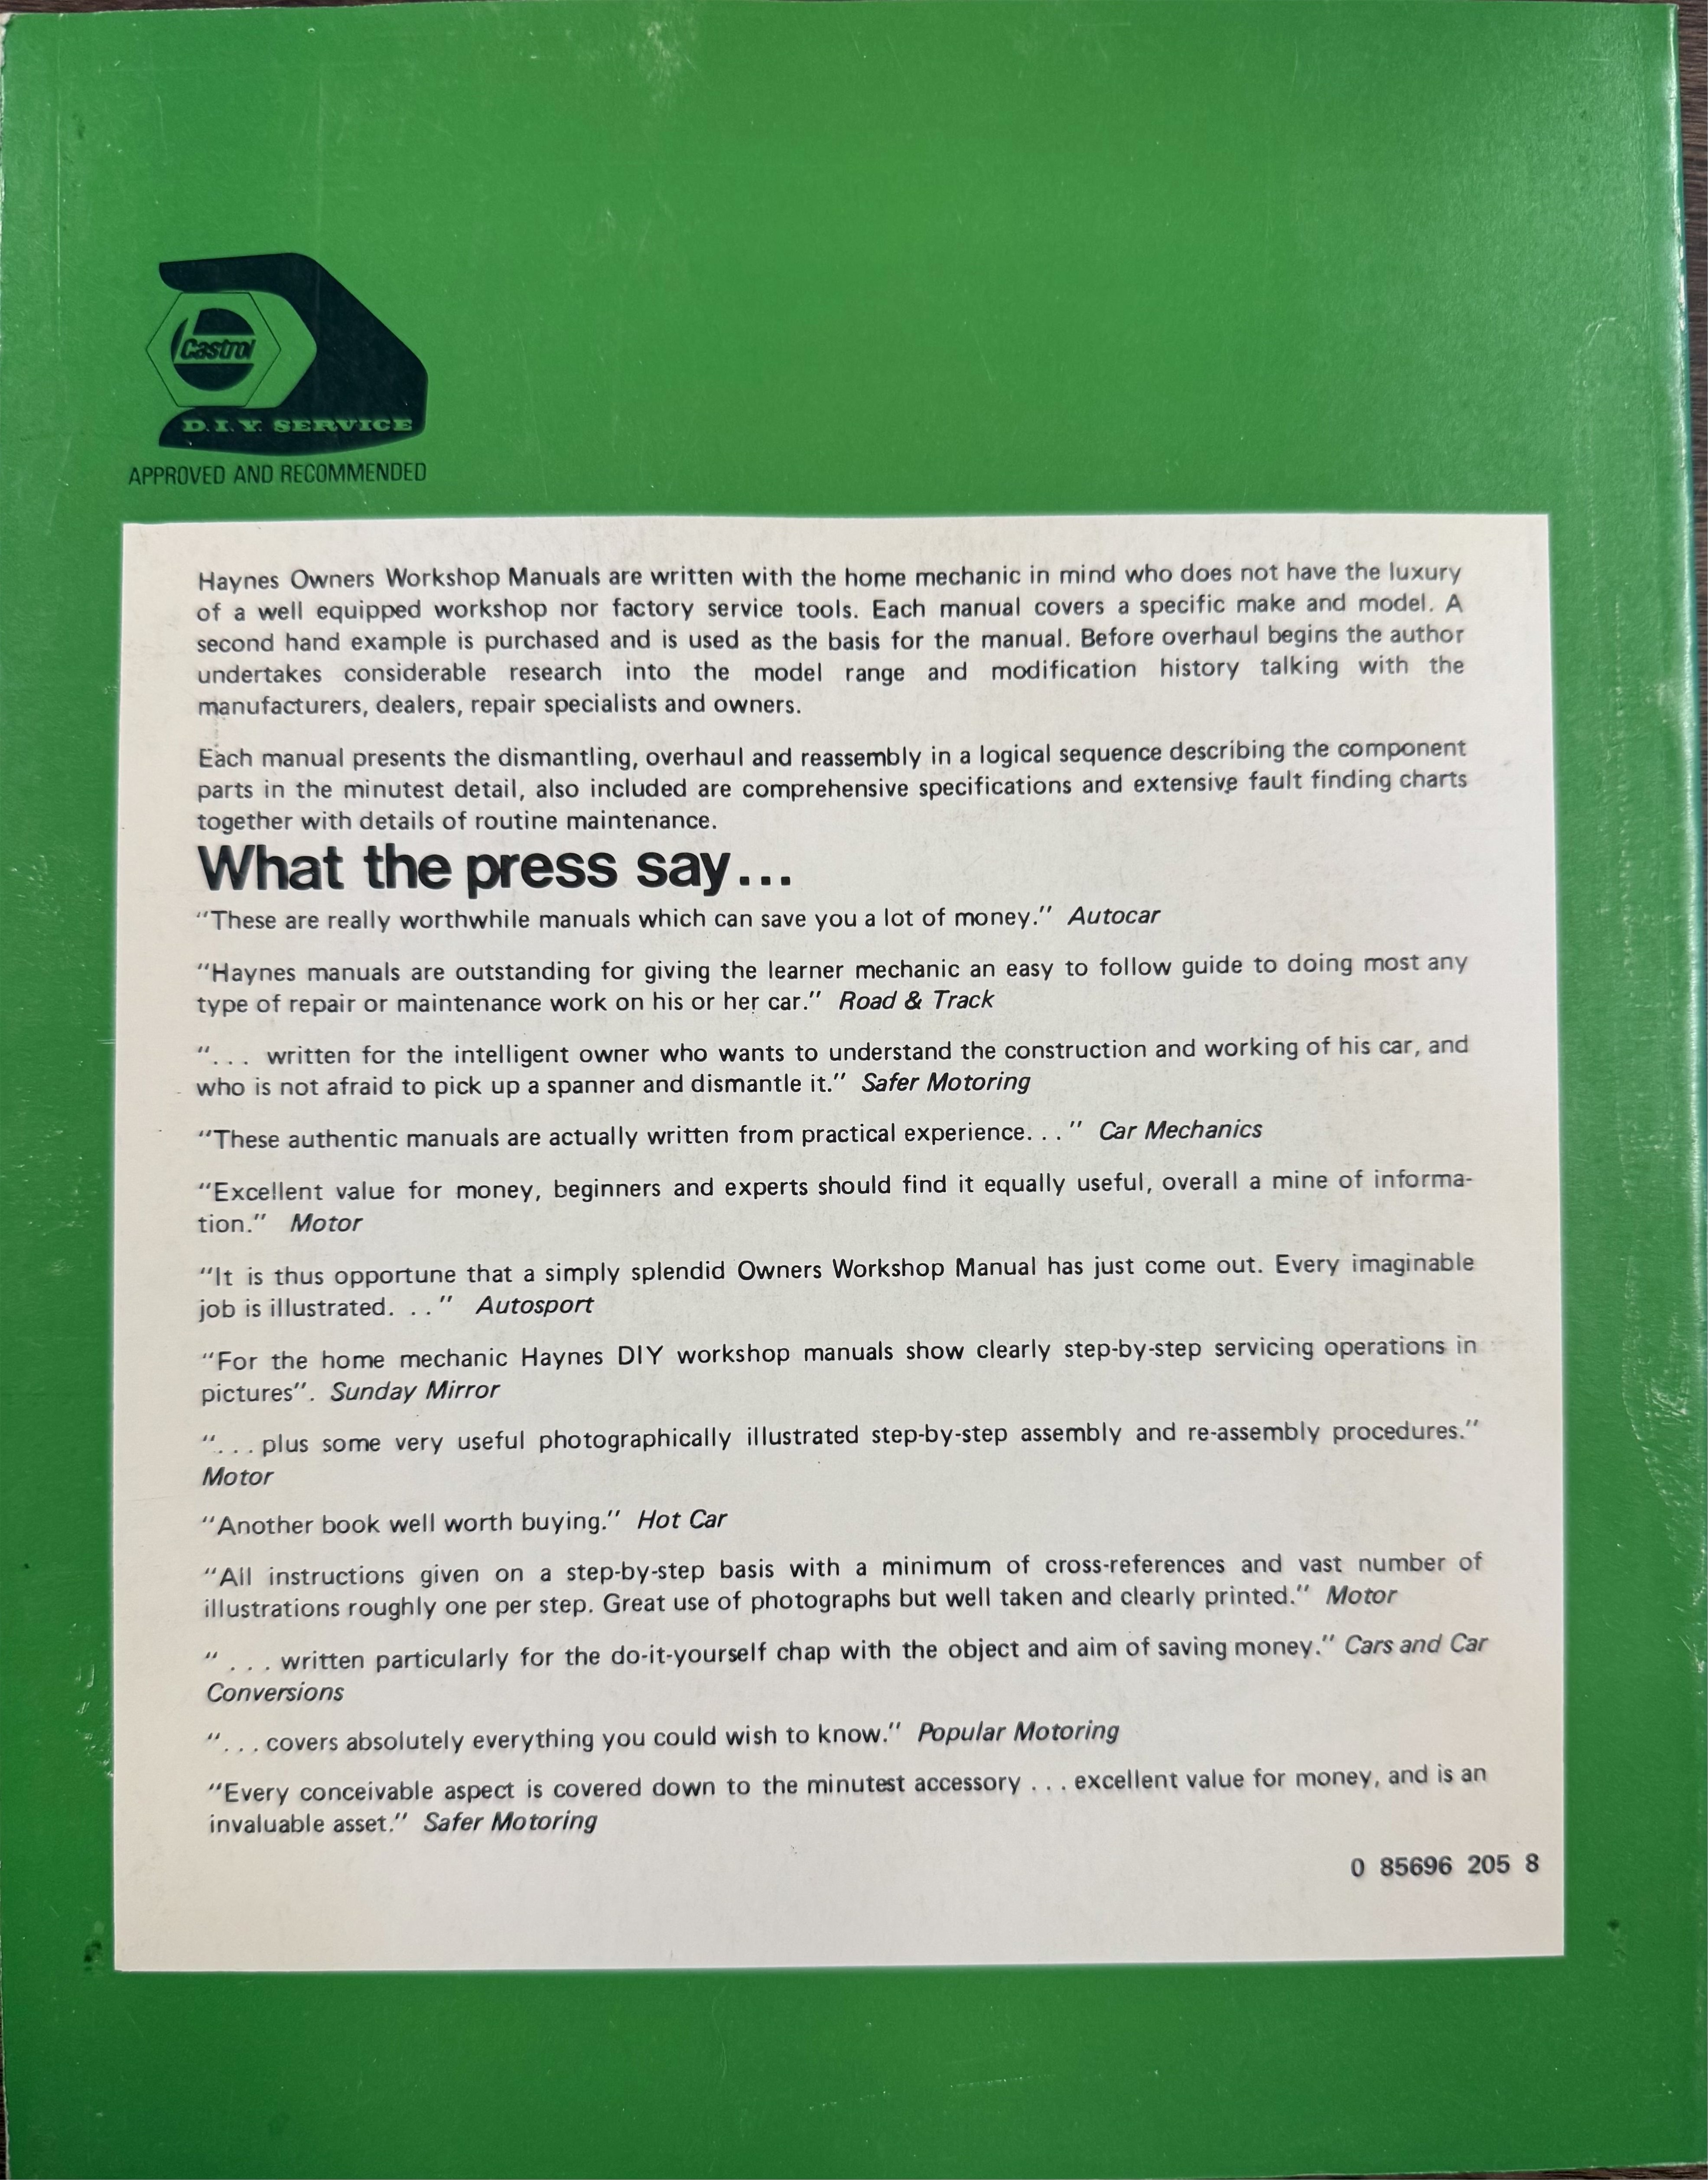 Castrol
D.I.Y. SERVICE
APPROVED AND RECOMMENDED
Haynes Owners Workshop Manuals are written with the home mechanic in mind who does not have the luxury
of a well equipped workshop nor factory service tools. Each manual covers a specific make and model. A
second hand example is purchased and is used as the basis for the manual. Before overhaul begins the author
undertakes considerable research into the model range and modification history talking with the
manufacturers, dealers, repair specialists and owners.
Each manual presents the dismantling, overhaul and reassembly in a logical sequence describing the component
parts in the minutest detail, also included are comprehensive specifications and extensive fault finding charts
together with details of routine maintenance.
What the press say...
"These are really worthwhile manuals which can save you a lot of money." Autocar
"Haynes manuals are outstanding for giving the learner mechanic an easy to follow guide to doing most any
type of repair or maintenance work on his or her car." Road & Track
"... written for the intelligent owner who wants to understand the construction and working of his car, and
who is not afraid to pick up a spanner and dismantle it." Safer Motoring
"These authentic manuals are actually written from practical experience. . ." Car Mechanics
"Excellent value for money, beginners and experts should find it equally useful, overall a mine of informa-
tion." Motor
"It is thus opportune that a simply splendid Owners Workshop Manual has just come out. Every imaginable
job is illustrated. . ." Autosport
"For the home mechanic Haynes DIY workshop manuals show clearly step-by-step servicing operations in
pictures". Sunday Mirror
". . . plus some very useful photographically illustrated step-by-step assembly and re-assembly procedures."
Motor
"Another book well worth buying." Hot Car
"All instructions given on a step-by-step basis with a minimum of cross-references and vast number of
illustrations roughly one per step. Great use of photographs but well taken and clearly printed." Motor
" . . . written particularly for the do-it-yourself chap with the object and aim of saving money." Cars and Car
Conversions
". . . covers absolutely everything you could wish to know." Popular Motoring
"Every conceivable aspect is covered down to the minutest accessory . . . excellent value for money, and is an
invaluable asset." Safer Motoring
0 85696 205 8